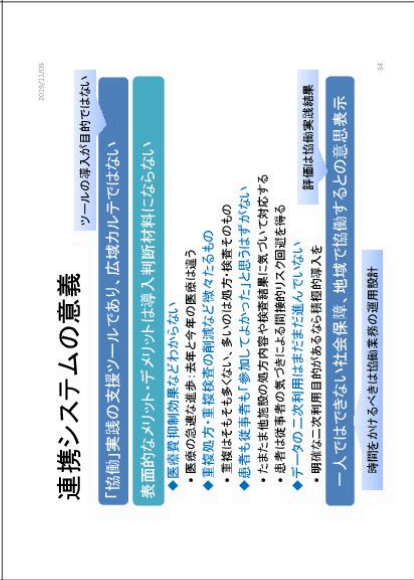 2019/11/05
連携システムの意義
ツールの導入が目的ではない
「協働」実践の支援ツールであり、広域カルテではない
表面的なメリット・デメリットは導入判断材料にならない
◆医療費抑制効果などわからない
• 医療の急速な進歩：去年と今年の医療は違う
◆重複処方・重複検査の削減など微々たるもの
• 重複はそもそも多くない、多いのは処方・検査そのもの
◆患者も従事者も「参加してよかった」と思うはずがない
• たまたま他施設の処方内容や検査結果に気づいて対応する
• 患者は従事者の気づきによる間接的リスク回避を得る
◆データの二次利用はまだまだ進んでいない
• 明確な二次利用目的があるなら積極的導入を
評価は協働実践結果
一人ではできない社会保障、地域で協働するとの意思表示
時間をかけるべきは協働業務の運用設計
34